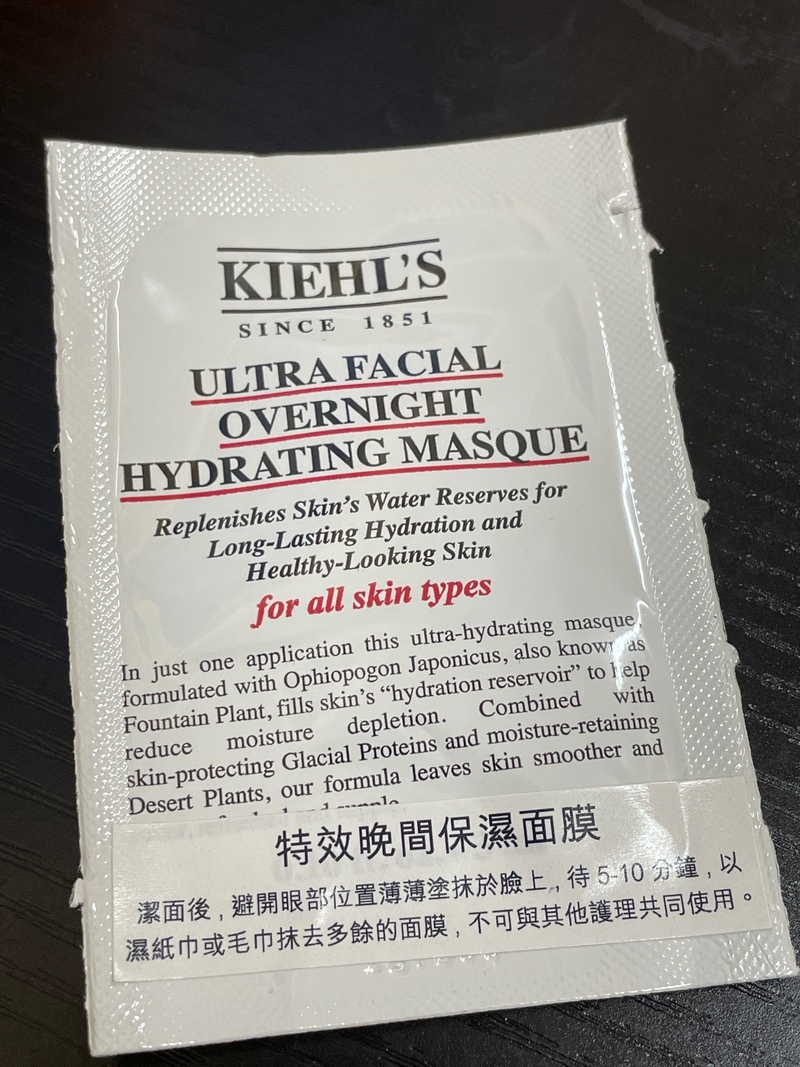 KIEHL'S
SINCE 1851
ULTRA FACIAL
OVERNIGHT
HYDRATING MASQUE
Replenishes Skin's Water Reserves for
Long-Lasting Hydration and
Healthy-Looking Skin
for all skin types
In just one application this ultra-hydrating masque,
formulated with Ophiopogon Japonicus, also known as
Fountain Plant, fills skin's “hydration reservoir” to help
reduce moisture depletion. Combined with
skin-protecting Glacial Proteins and moisture-retaining
Desert Plants, our formula leaves skin smoother and
特效晚間保濕面膜
潔面後，避開眼部位置薄薄塗抹於臉上，待 5-10 分鐘，以
濕紙巾或毛巾抹去多餘的面膜，不可與其他護理共同使用。